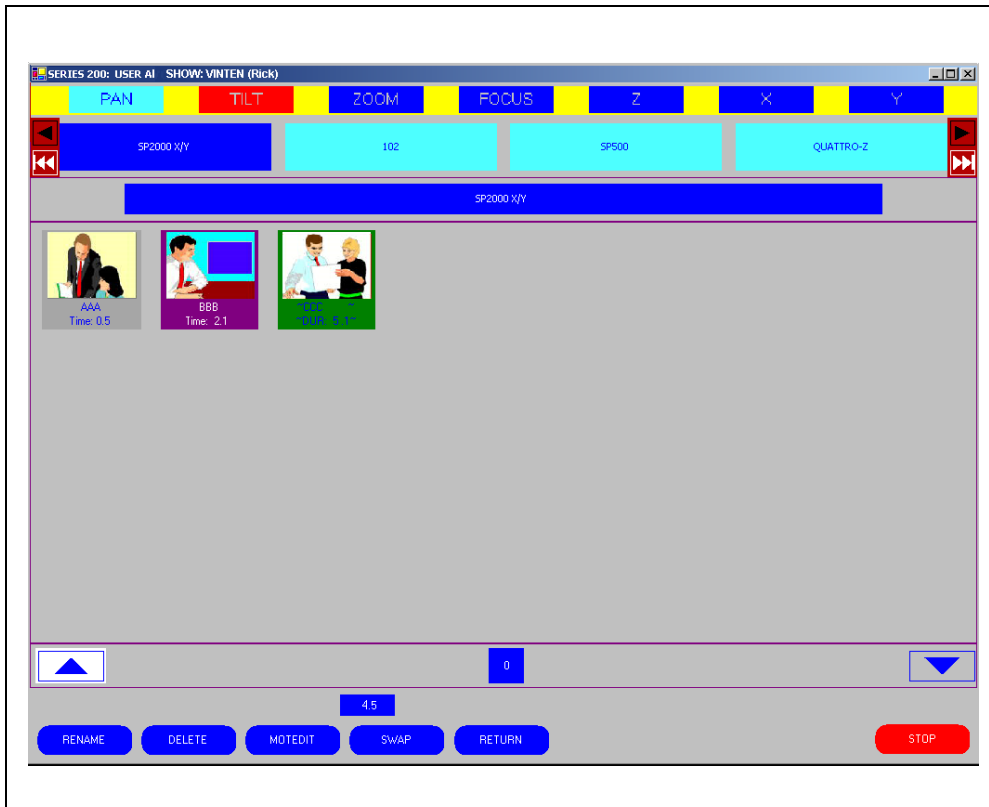 SERIES 200: USER Al SHOW: VINTEN (Rick)
PAN TILT ZOOM FOCUS Z X Y
SP2000 X/Y 102 SP500 QUATTRO-Z
SP2000 X/Y
AAA
Time: 0.5
BBB
Time: 2.1
~CCC ~
~DUR: 5.1~
0
4.5
RENAME DELETE MOTEDIT SWAP RETURN STOP